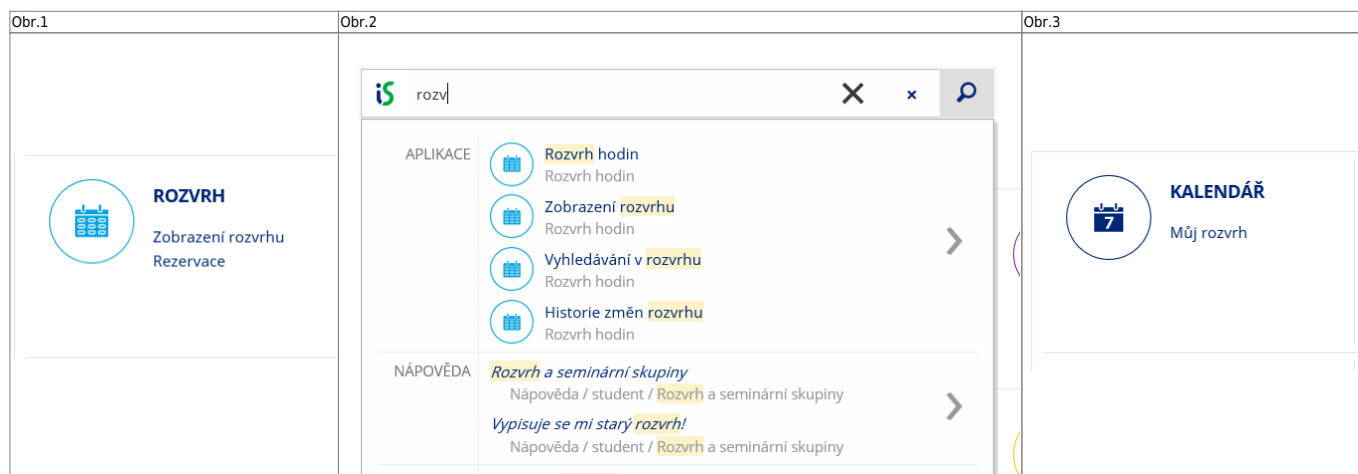 Obr.1
ROZVRH
Zobrazení rozvrhu
Rezervace
Obr.2
iS rozv
APLIKACE
Rozvrh hodin
Rozvrh hodin
Zobrazení rozvrhu
Rozvrh hodin
Vyhledávání v rozvrhu
Rozvrh hodin
Historie změn rozvrhu
Rozvrh hodin
NÁPOVĚDA
Rozvrh a seminární skupiny
Nápověda / student / Rozvrh a seminární skupiny
Vypisuje se mi starý rozvrh!
Nápověda / student / Rozvrh a seminární skupiny
Obr.3
7
KALENDÁŘ
Můj rozvrh